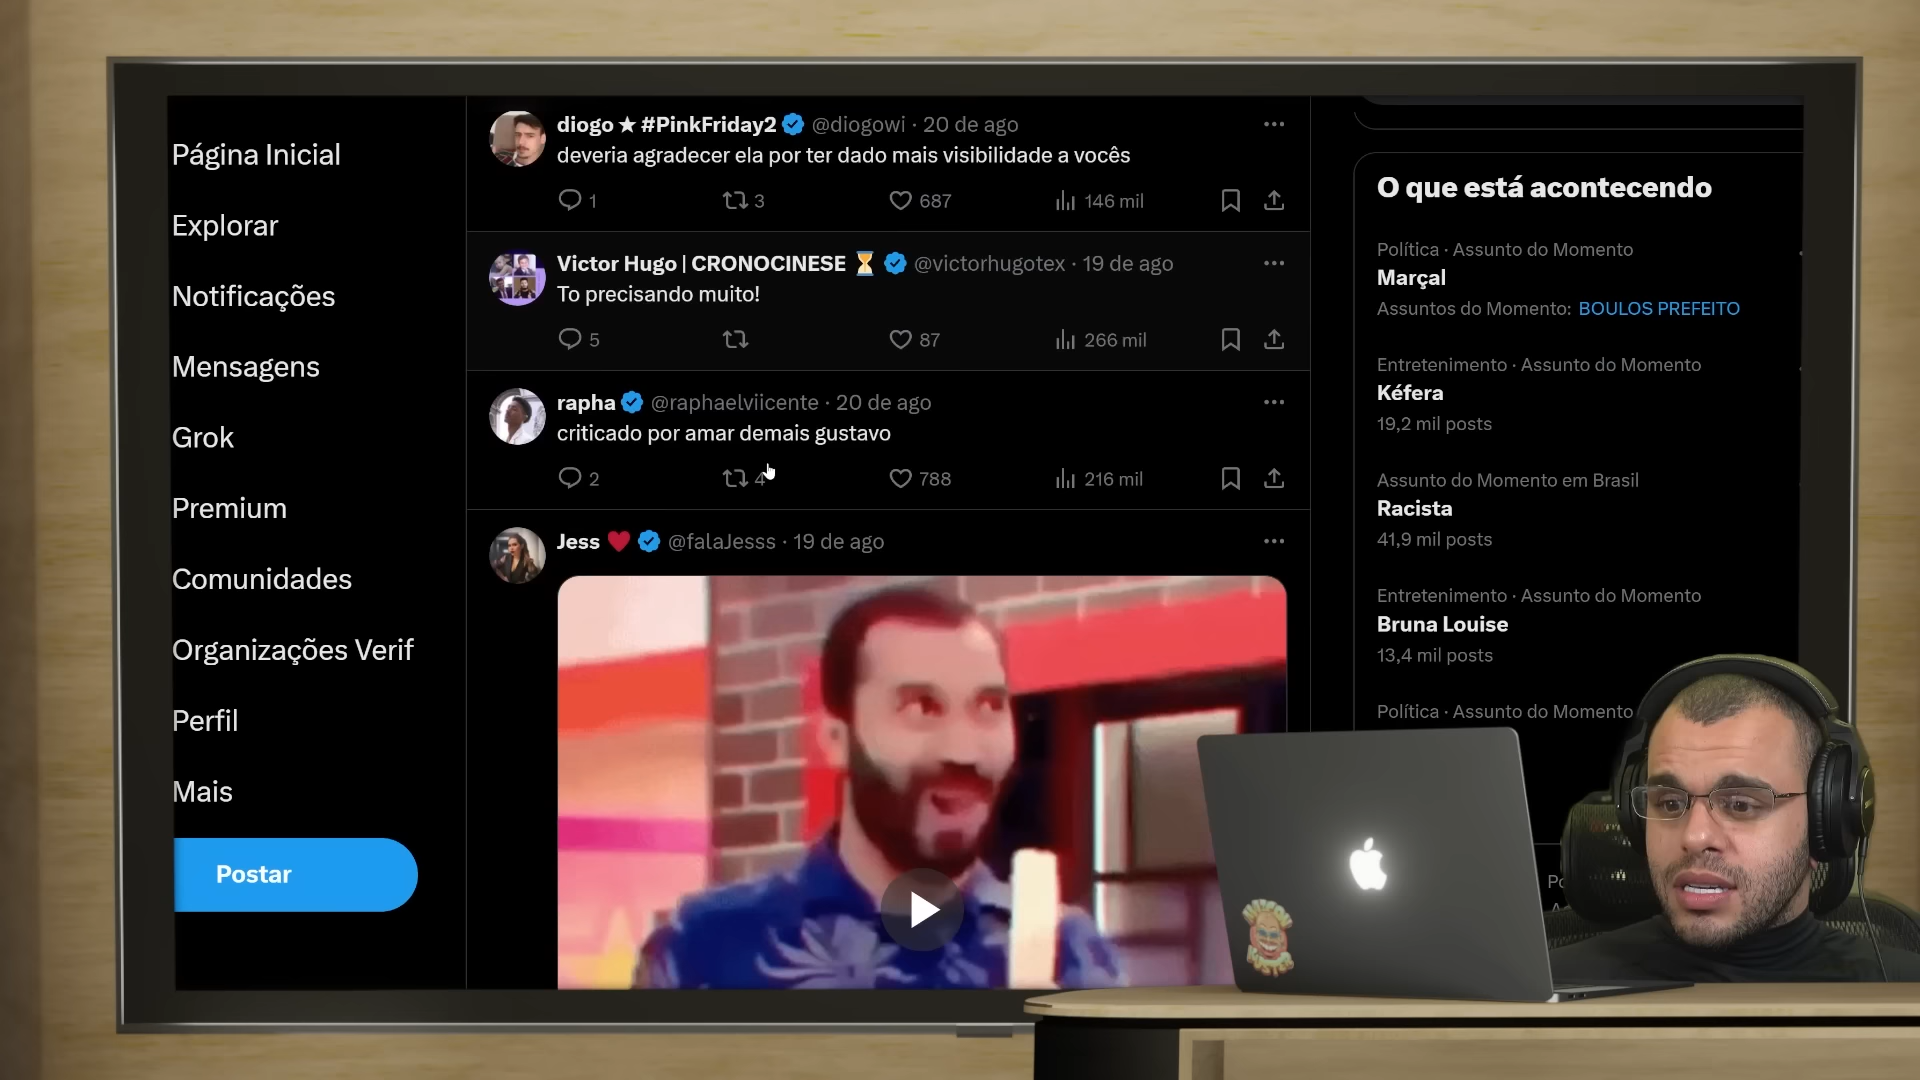 Página Inicial
Explorar
Notificações
Mensagens
Grok
Premium
Comunidades
Organizações Verif
Perfil
Mais
Postar
diogo ★ #PinkFriday2 @diogowi · 20 de ago
deveria agradecer ela por ter dado mais visibilidade a vocês
1 3 687 146 mil
Victor Hugo | CRONOCINESE ⏳ @victorhugotex · 19 de ago
To precisando muito!
5 87 266 mil
rapha @raphaelviicente · 20 de ago
criticado por amar demais gustavo
2 4 788 216 mil
Jess ♥ @falaJesss · 19 de ago
O que está acontecendo
Política · Assunto do Momento
Marçal
Assuntos do Momento: BOULOS PREFEITO
Entretenimento · Assunto do Momento
Kéfera
19,2 mil posts
Assunto do Momento em Brasil
Racista
41,9 mil posts
Entretenimento · Assunto do Momento
Bruna Louise
13,4 mil posts
Política · Assunto do Momento